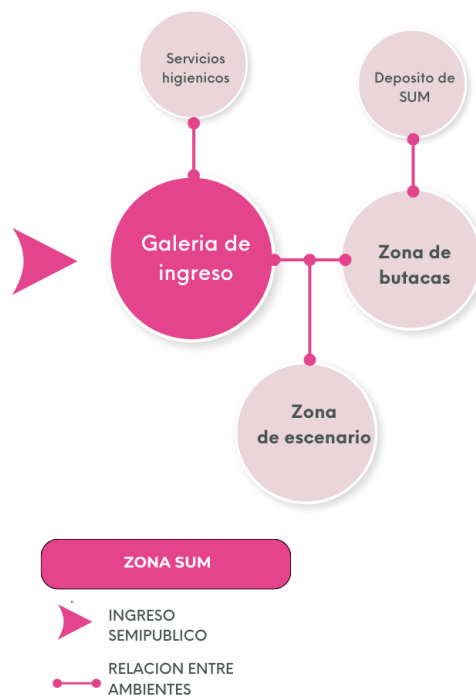 Servicios
higienicos
Deposito de
SUM
Galeria de
ingreso
Zona de
butacas
Zona
de escenario
ZONA SUM
INGRESO
SEMIPUBLICO
RELACION ENTRE
AMBIENTES